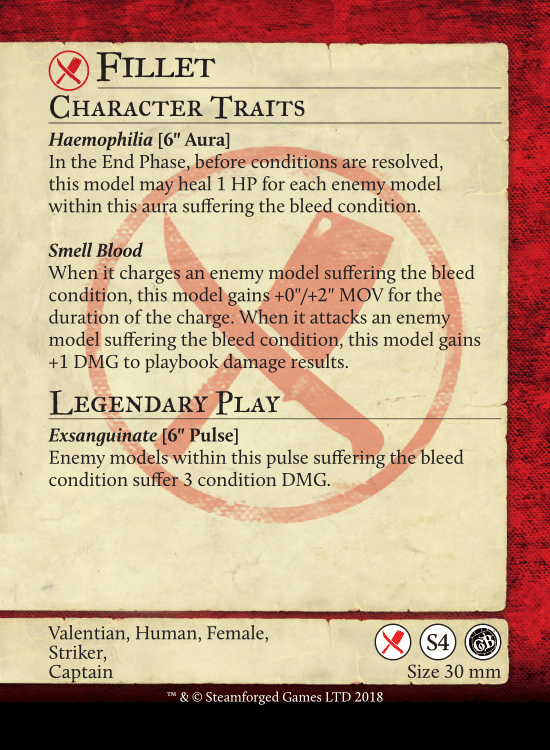 Fillet
Character Traits
Haemophilia [6" Aura]
In the End Phase, before conditions are resolved,
this model may heal 1 HP for each enemy model
within this aura suffering the bleed condition.
Smell Blood
When it charges an enemy model suffering the bleed
condition, this model gains +0"/+2" MOV for the
duration of the charge. When it attacks an enemy
model suffering the bleed condition, this model gains
+1 DMG to playbook damage results.
Legendary Play
Exsanguinate [6" Pulse]
Enemy models within this pulse suffering the bleed
condition suffer 3 condition DMG.
Valentian, Human, Female,
Striker,
Captain
S4
GB
Size 30 mm
™ & © Steamforged Games LTD 2018